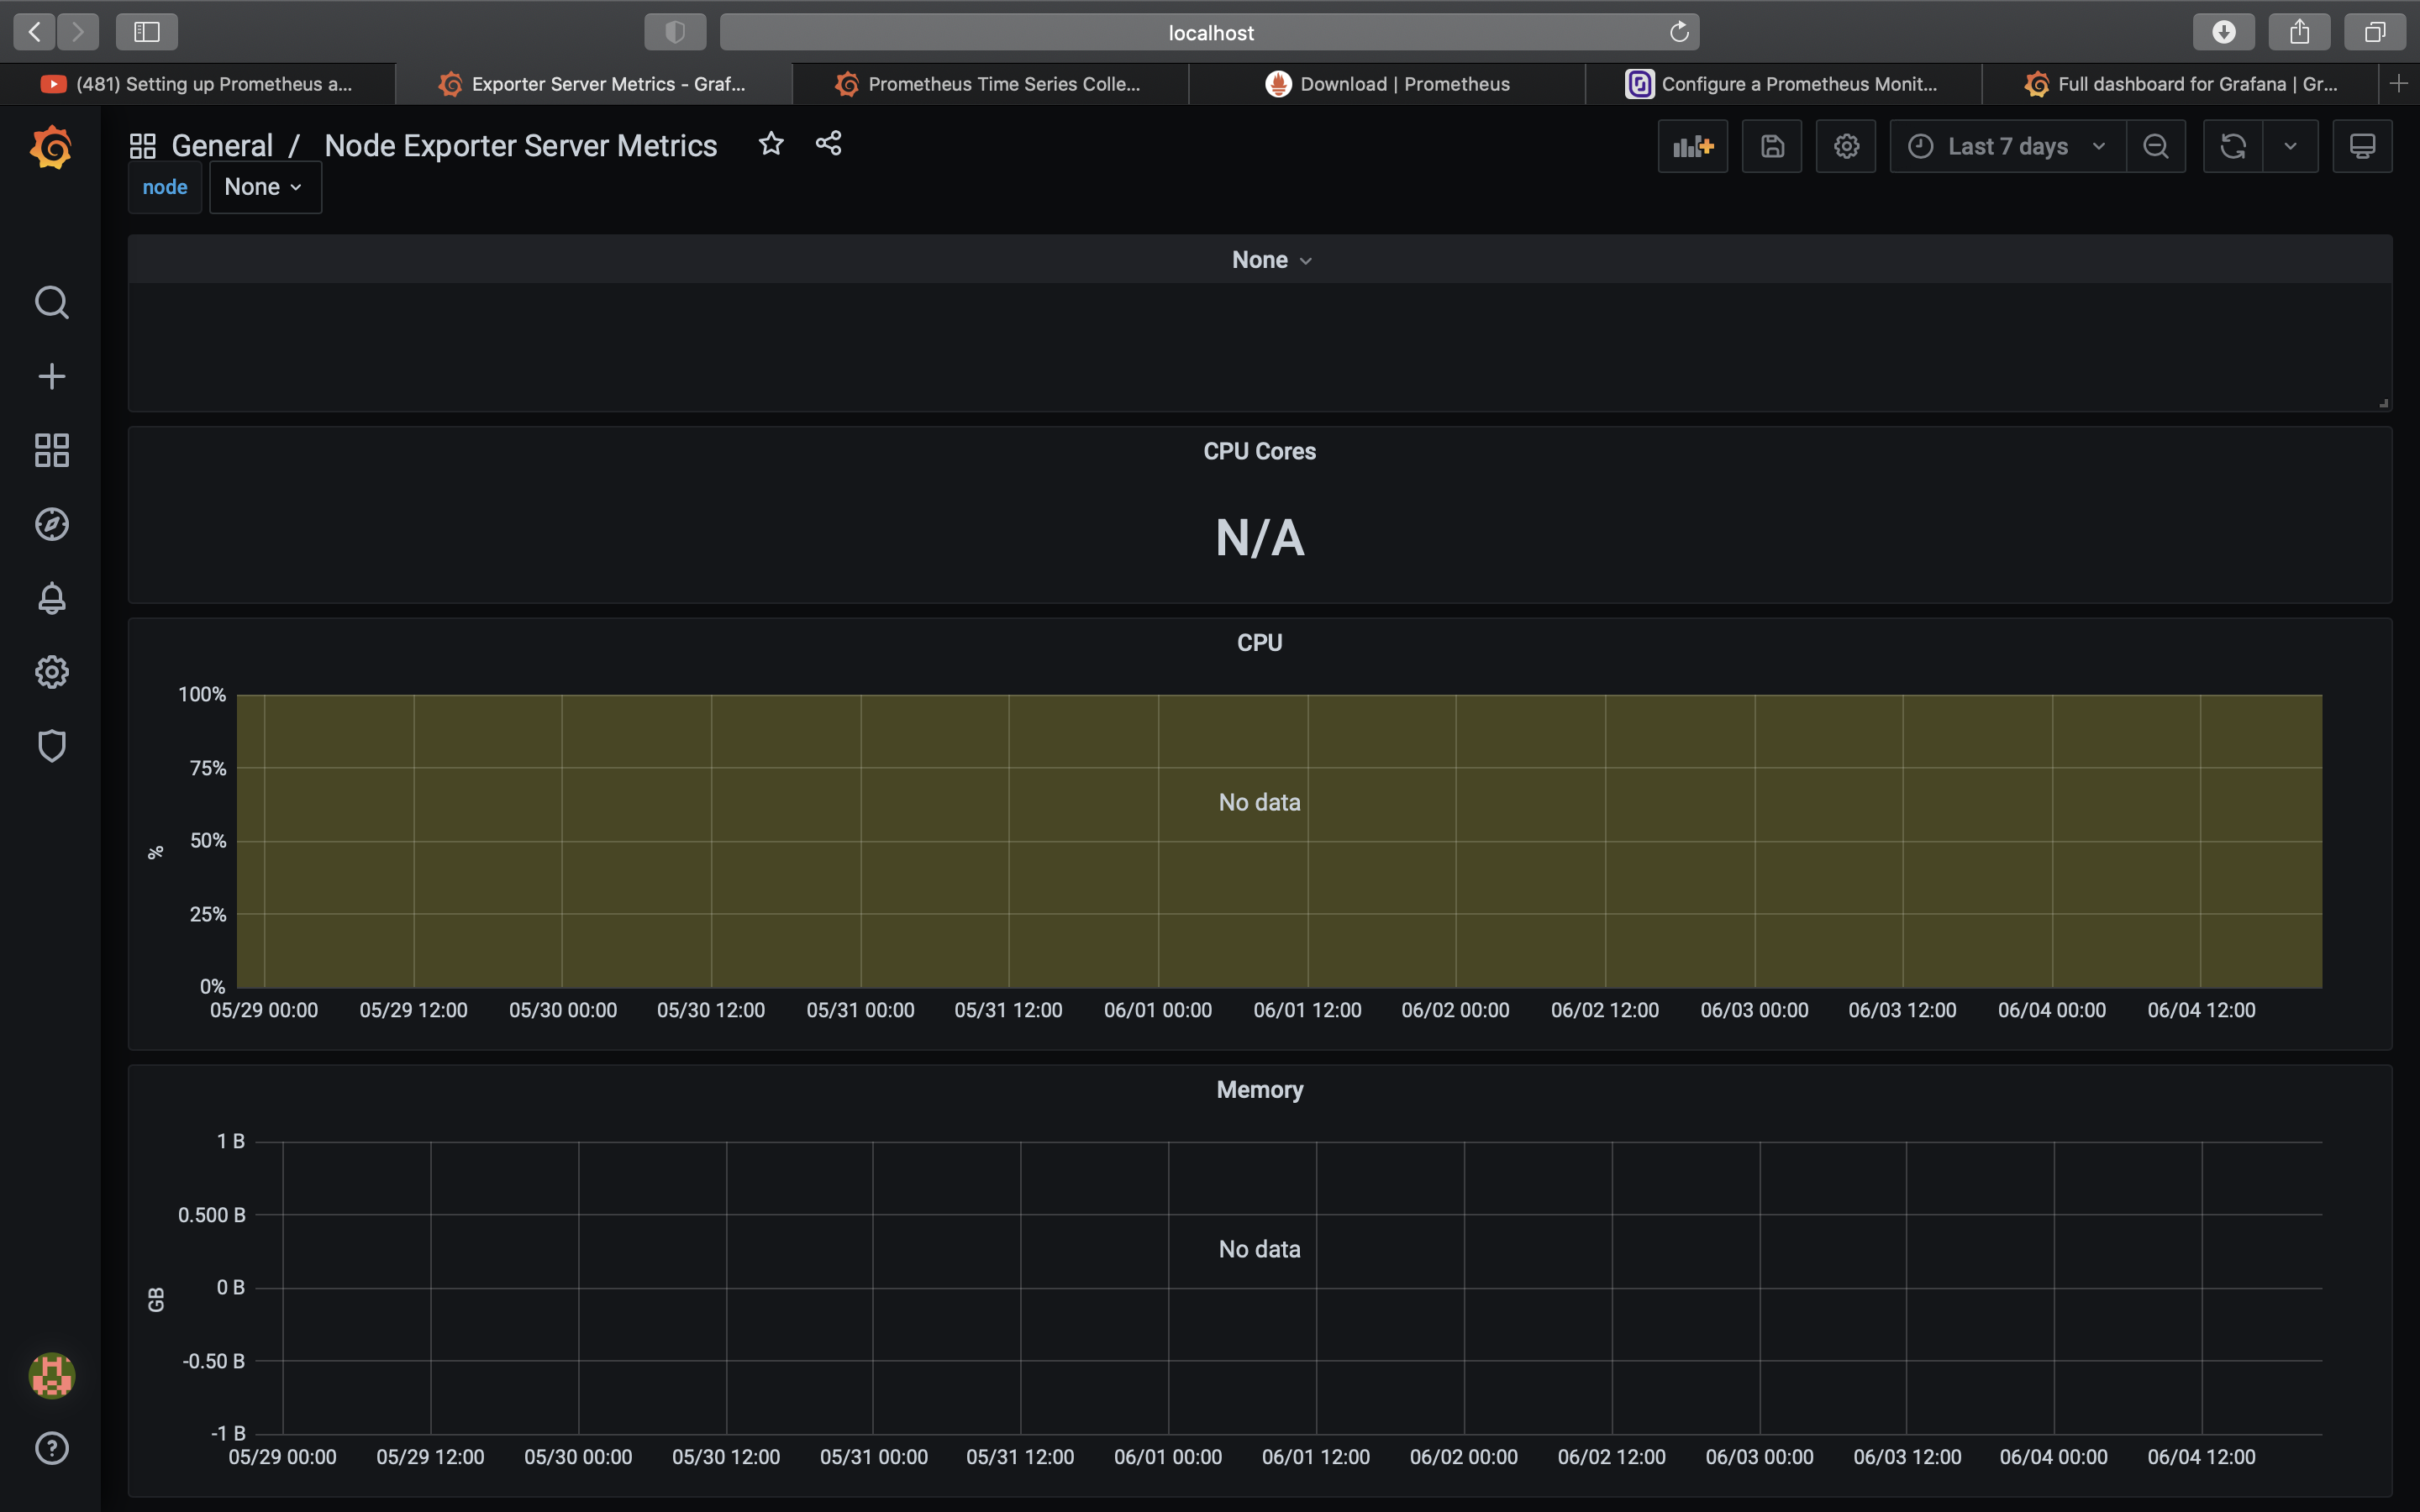 localhost
(481) Setting up Prometheus a...
Exporter Server Metrics - Graf...
Prometheus Time Series Colle...
Download | Prometheus
Configure a Prometheus Monit...
Full dashboard for Grafana | Gr...
General / Node Exporter Server Metrics
Last 7 days
node
None
None
CPU Cores
N/A
CPU
100%
75%
No data
50%
%
25%
0%
05/29 00:00 05/29 12:00 05/30 00:00 05/30 12:00 05/31 00:00 05/31 12:00 06/01 00:00 06/01 12:00 06/02 00:00 06/02 12:00 06/03 00:00 06/03 12:00 06/04 00:00 06/04 12:00
Memory
1 B
0.500 B
No data
0 B
GB
-0.50 B
-1 B
05/29 00:00 05/29 12:00 05/30 00:00 05/30 12:00 05/31 00:00 05/31 12:00 06/01 00:00 06/01 12:00 06/02 00:00 06/02 12:00 06/03 00:00 06/03 12:00 06/04 00:00 06/04 12:00